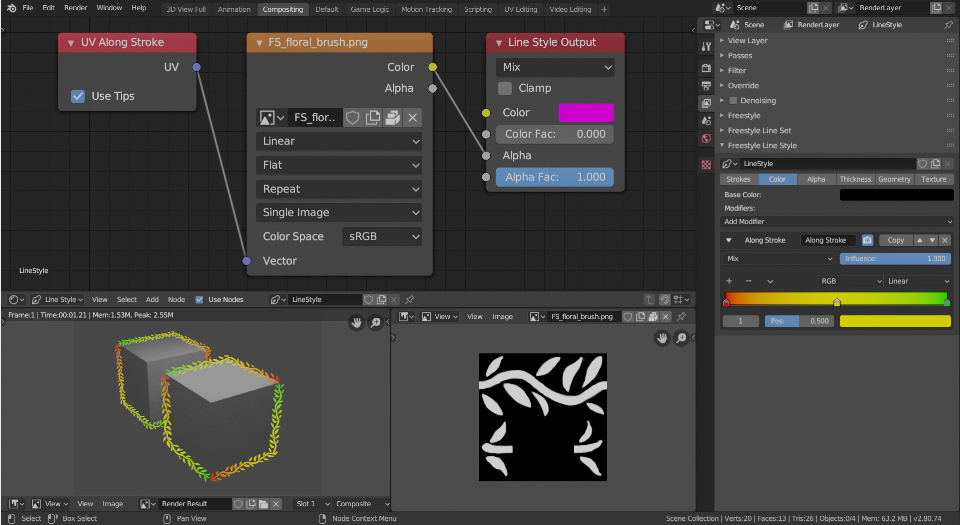 File Edit Render Window Help 3D View Full Animation Compositing Default Game Logic Motion Tracking Scripting UV Editing Video Editing + Scene RenderLayer
Scene RenderLayer LineStyle
View Layer
Passes
Filter
Override
Denoising
Freestyle
Freestyle Line Set
Freestyle Line Style
LineStyle
Strokes Color Alpha Thickness Geometry Texture
Base Color:
Modifiers:
Add Modifier
Along Stroke Along Stroke Copy
Mix Influence: 1.000
+ − RGB Linear
1 Pos: 0.500
UV Along Stroke
UV
Use Tips
FS_floral_brush.png
Color
Alpha
FS_flor..
Linear
Flat
Repeat
Single Image
Color Space sRGB
Vector
Line Style Output
Mix
Clamp
Color
Color Fac: 0.000
Alpha
Alpha Fac: 1.000
LineStyle
Line Style View Select Add Node Use Nodes LineStyle
Frame:1 | Time:00:01.21 | Mem:1.53M, Peak: 2.55M
View View Image FS_floral_brush.png
View View Image Render Result Slot 1 Composite
Select Box Select Pan View Node Context Menu Scene Collection | Verts:20 | Faces:13 | Tris:26 | Objects:0/4 | Mem: 63.2 MB | v2.80.74